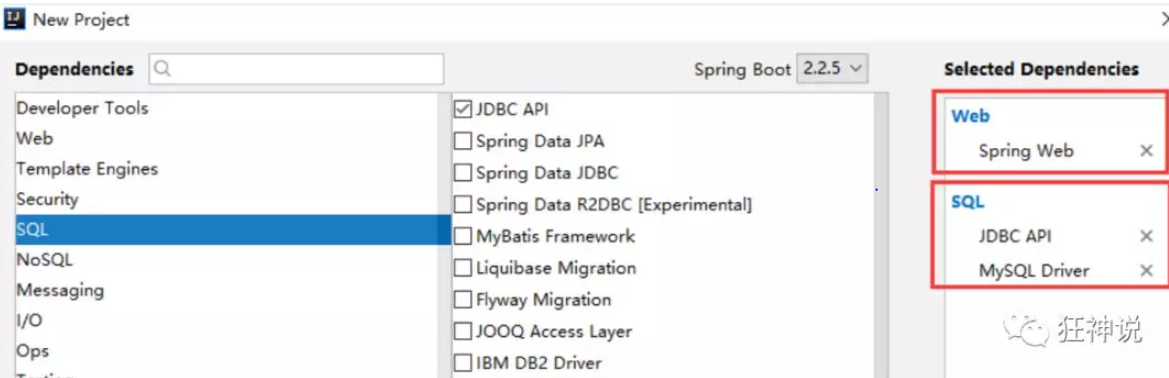 New Project
Dependencies
Spring Boot 2.2.5
Selected Dependencies
Developer Tools
Web
Template Engines
Security
SQL
NoSQL
Messaging
I/O
Ops
JDBC API
Spring Data JPA
Spring Data JDBC
Spring Data R2DBC [Experimental]
MyBatis Framework
Liquibase Migration
Flyway Migration
JOOQ Access Layer
IBM DB2 Driver
Web
Spring Web
SQL
JDBC API
MySQL Driver
狂神说